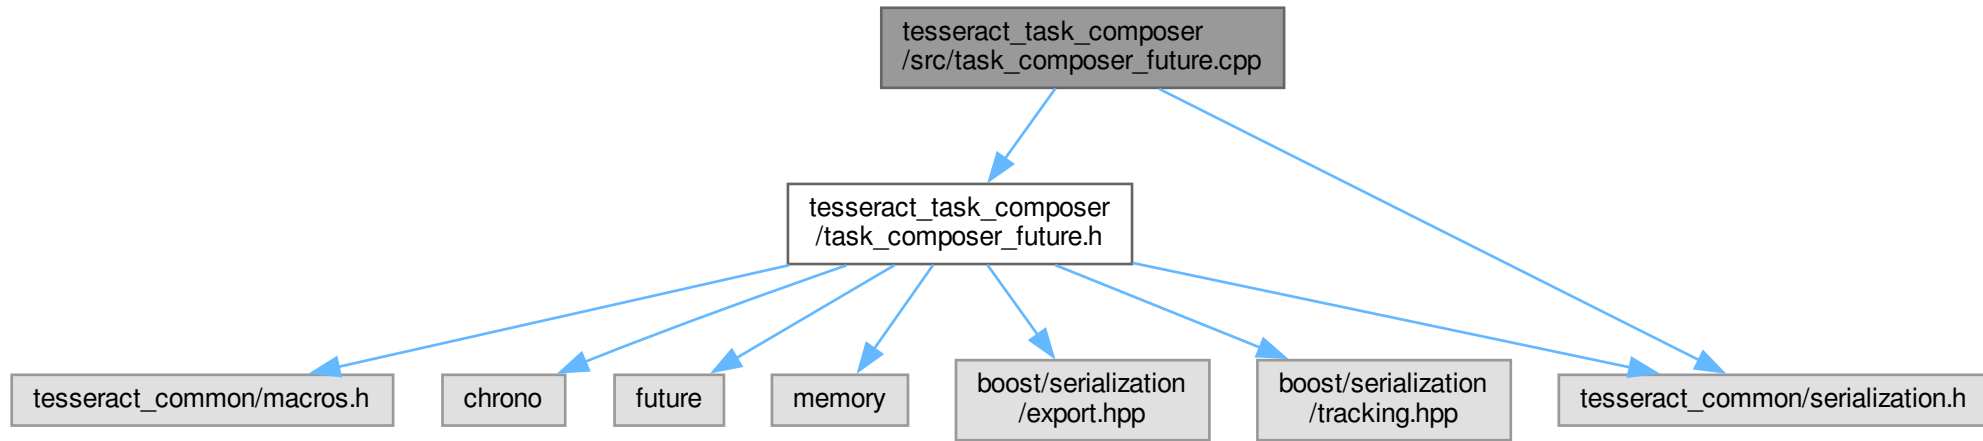 tesseract_task_composer
/src/task_composer_future.cpp
tesseract_task_composer
/task_composer_future.h
tesseract_common/macros.h
chrono
future
memory
boost/serialization
/export.hpp
boost/serialization
/tracking.hpp
tesseract_common/serialization.h